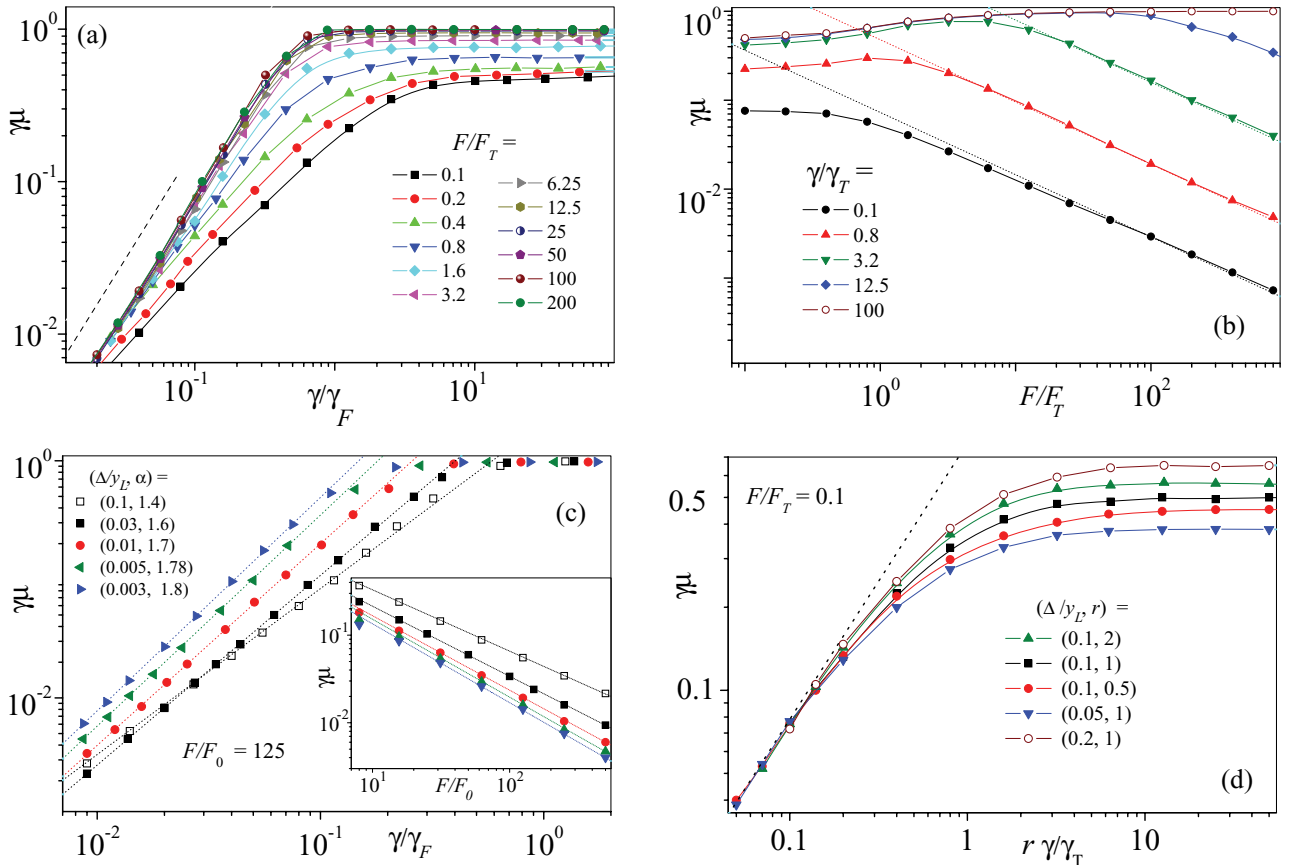 (a)
10⁰
10⁻¹
10⁻²
γμ
F/F_T =
0.1
0.2
0.4
0.8
1.6
3.2
6.25
12.5
25
50
100
200
10⁻¹
10¹
γ/γ_F
10⁰
10⁻²
γμ
γ/γ_T =
0.1
0.8
3.2
12.5
100
(b)
10⁰
10²
F/F_T
10⁰
10⁻²
γμ
(Δ/y_L, α) =
(0.1, 1.4)
(0.03, 1.6)
(0.01, 1.7)
(0.005, 1.78)
(0.003, 1.8)
(c)
F/F₀ = 125
10⁻¹
10⁻²
γμ
10¹
10²
F/F₀
10⁻²
10⁻¹
10⁰
γ/γ_F
0.5
0.1
γμ
F/F_T = 0.1
(Δ/y_L, r) =
(0.1, 2)
(0.1, 1)
(0.1, 0.5)
(0.05, 1)
(0.2, 1)
(d)
0.1
1
10
r γ/γ_T